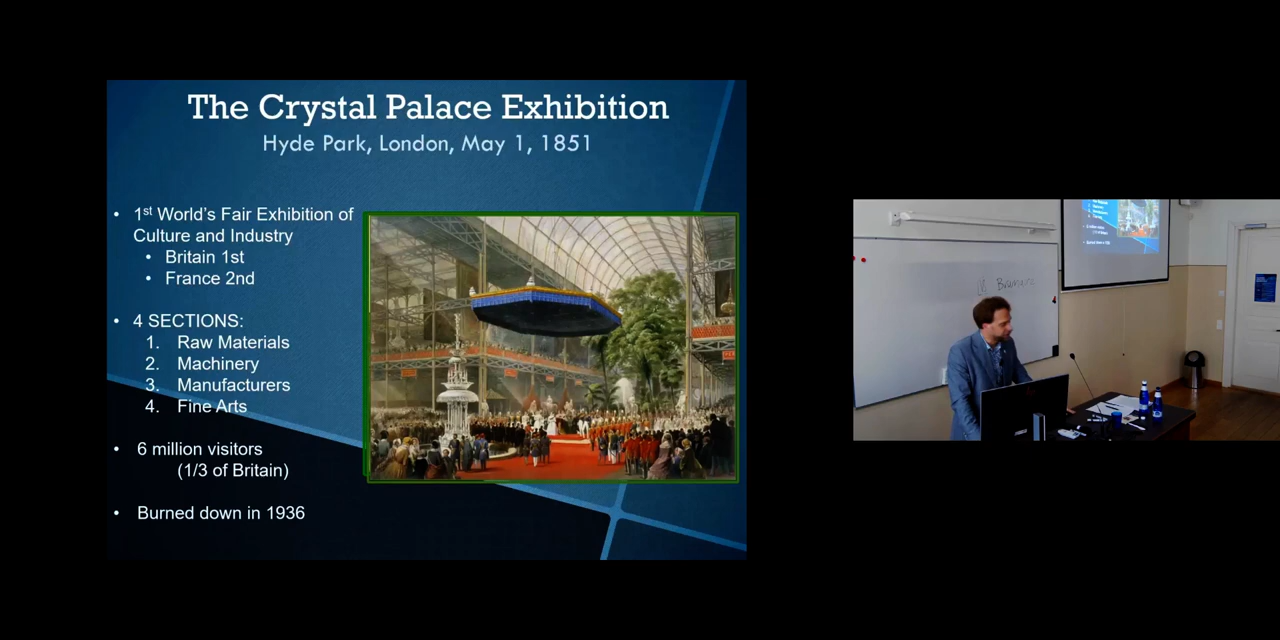 The Crystal Palace Exhibition
Hyde Park, London, May 1, 1851
• 1st World's Fair Exhibition of
Culture and Industry
• Britain 1st
• France 2nd
• 4 SECTIONS:
1. Raw Materials
2. Machinery
3. Manufacturers
4. Fine Arts
• 6 million visitors
(1/3 of Britain)
• Burned down in 1936